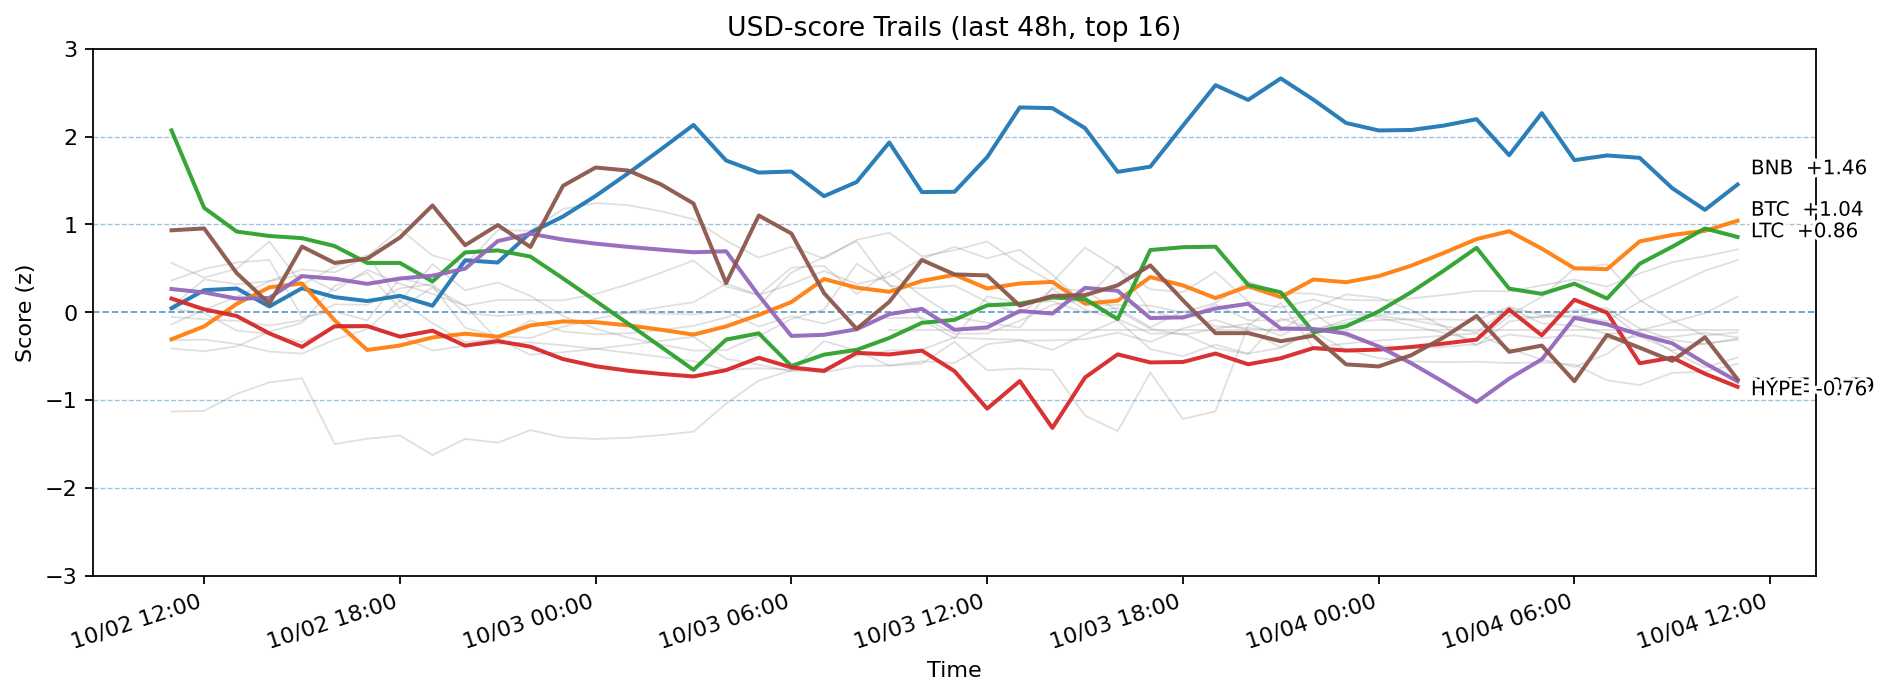 USD-score Trails (last 48h, top 16)
Score (z)
3
2
1
0
−1
−2
−3
BNB +1.46
BTC +1.04
LTC +0.86
HYPE -0.76
10/02 12:00
10/02 18:00
10/03 00:00
10/03 06:00
10/03 12:00
10/03 18:00
10/04 00:00
10/04 06:00
10/04 12:00
Time